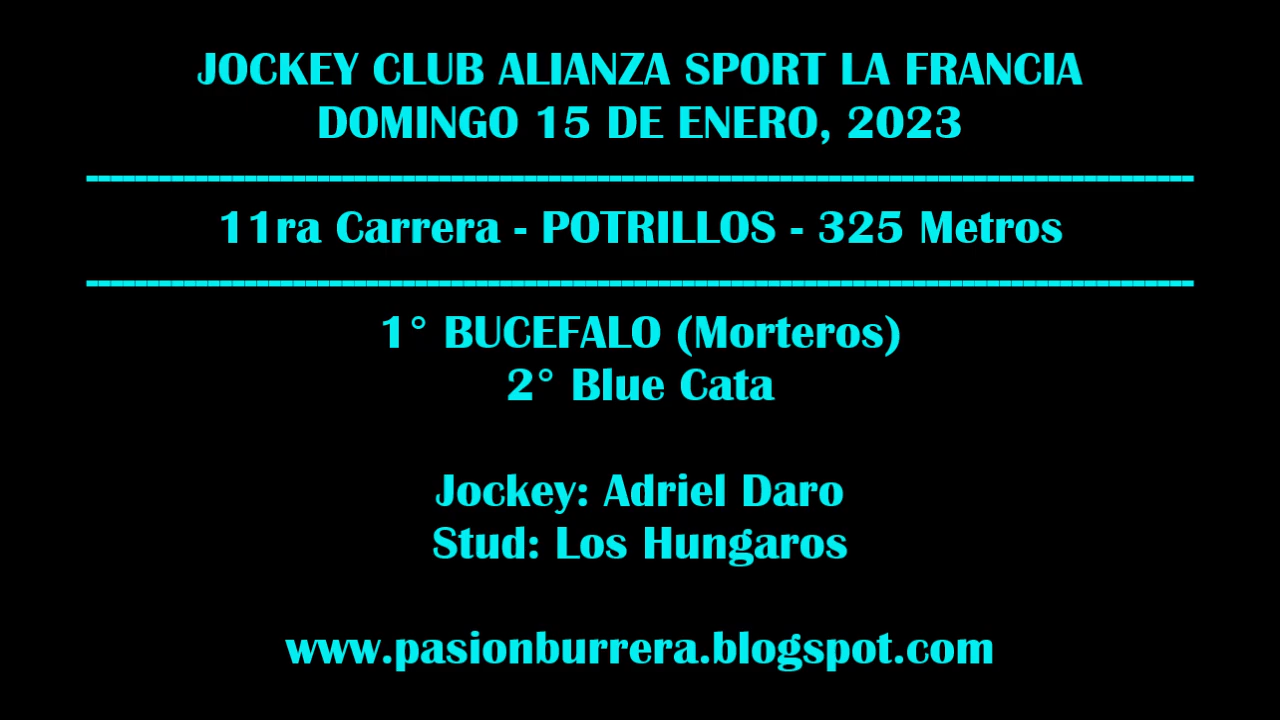 JOCKEY CLUB ALIANZA SPORT LA FRANCIA
DOMINGO 15 DE ENERO, 2023
11ra Carrera - POTRILLOS - 325 Metros
1° BUCEFALO (Morteros)
2° Blue Cata
Jockey: Adriel Daro
Stud: Los Hungaros
www.pasionburrera.blogspot.com